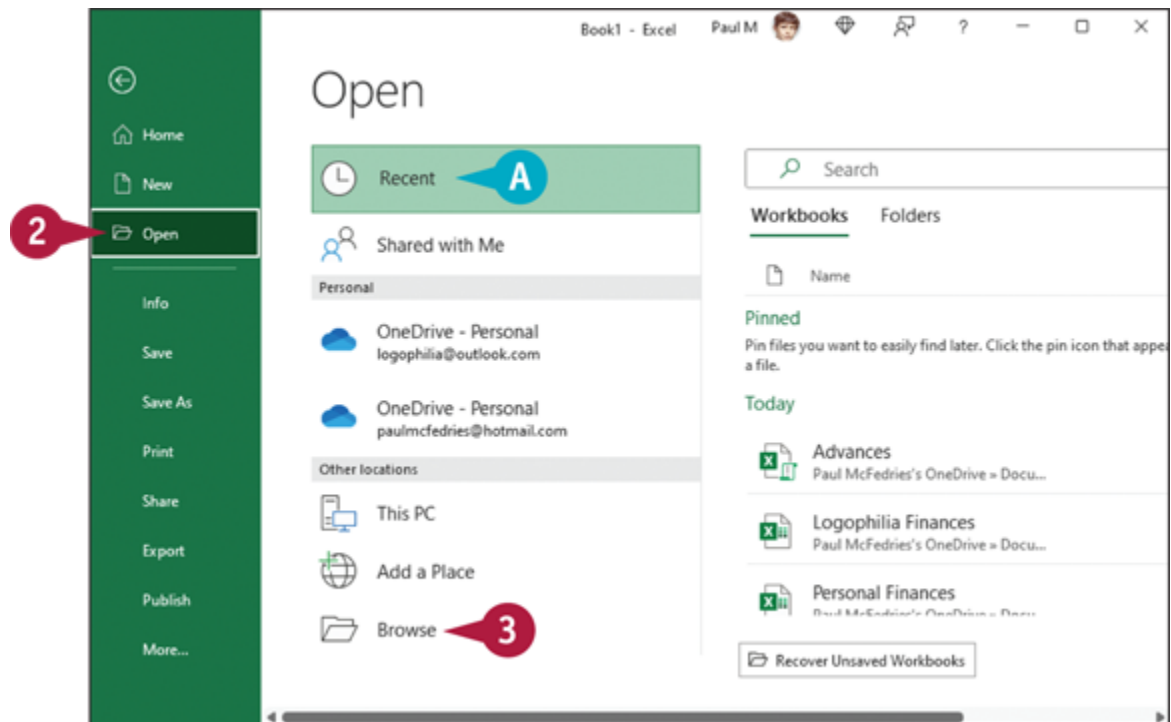 Book1 - Excel
Paul M
?
Open
Home
New
2
Open
Info
Save
Save As
Print
Share
Export
Publish
More...
Recent
A
Shared with Me
Personal
OneDrive - Personal
logophilia@outlook.com
OneDrive - Personal
paulmcfedries@hotmail.com
Other locations
This PC
Add a Place
Browse
3
Search
Workbooks Folders
Name
Pinned
Pin files you want to easily find later. Click the pin icon that appea
a file.
Today
Advances
Paul McFedries's OneDrive » Docu...
Logophilia Finances
Paul McFedries's OneDrive » Docu...
Personal Finances
Paul McFedries's OneDrive » Docu...
Recover Unsaved Workbooks